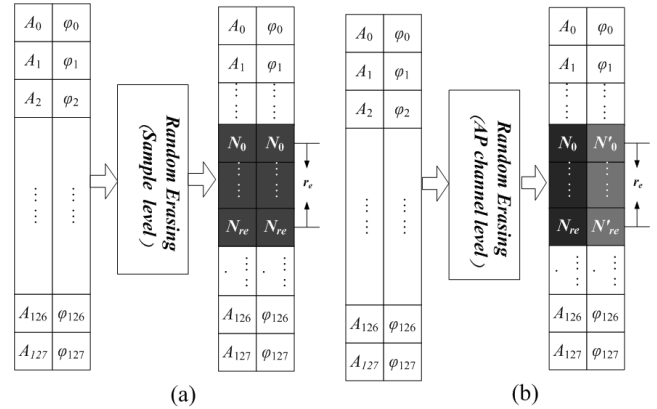 A0 φ0
A1 φ1
A2 φ2
⋮ ⋮
A126 φ126
A127 φ127
Random Erasing
(Sample level)
A0 φ0
A1 φ1
⋮ ⋮
N0 N0
⋮ ⋮
Nre Nre
. ⋮
A126 φ126
A127 φ127
re
(a)
A0 φ0
A1 φ1
A2 φ2
⋮ ⋮
A126 φ126
A127 φ127
Random Erasing
(AP channel level)
A0 φ0
A1 φ1
⋮ ⋮
N0 N'0
⋮ ⋮
Nre N're
. ⋮
A126 φ126
A127 φ127
re
(b)